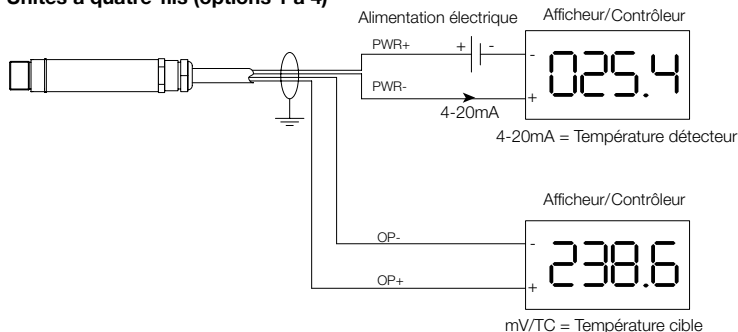 Unités à quatre fils (options 1 à 4)
Alimentation électrique
Afficheur/Contrôleur
PWR+
+
-
-
025.4
PWR-
+
4-20mA
4-20mA = Température détecteur
Afficheur/Contrôleur
OP-
-
238.6
OP+
+
mV/TC = Température cible